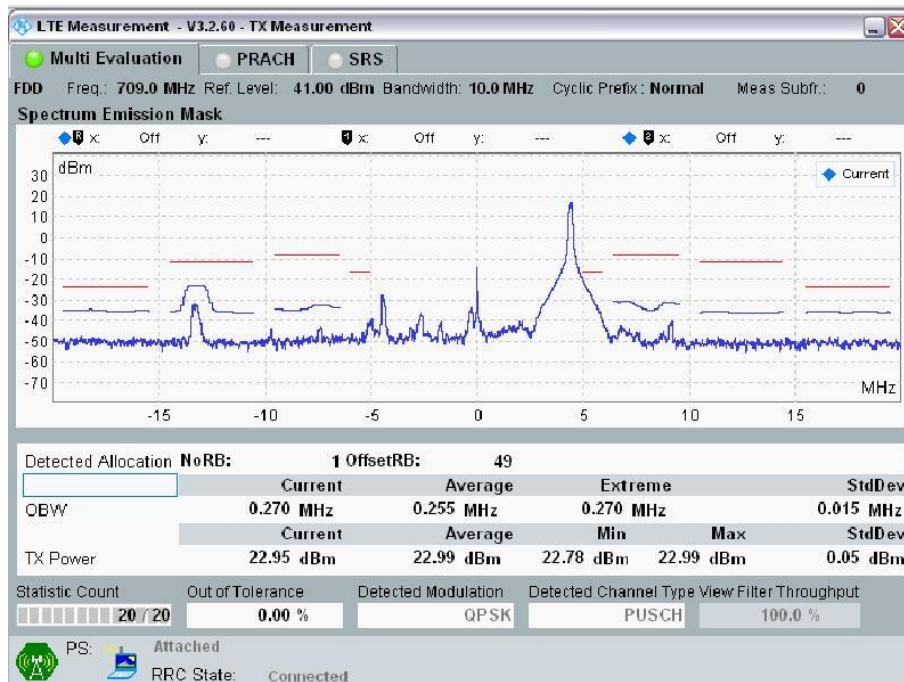 LTE Measurement - V3.2.60 - TX Measurement
Multi Evaluation PRACH SRS
FDD Freq.: 709.0 MHz Ref. Level: 41.00 dBm Bandwidth: 10.0 MHz Cyclic Prefix: Normal Meas Subfr.: 0
Spectrum Emission Mask
R x: Off y: --- 1 x: Off y: --- 2 x: Off y: ---
dBm
Current
30
20
10
0
-10
-20
-30
-40
-50
-60
-70
MHz
-15 -10 -5 0 5 10 15
Detected Allocation NoRB: 1 OffsetRB: 49
Current Average Extreme StdDev
OBW 0.270 MHz 0.255 MHz 0.270 MHz 0.015 MHz
Current Average Min Max StdDev
TX Power 22.95 dBm 22.99 dBm 22.78 dBm 22.99 dBm 0.05 dBm
Statistic Count Out of Tolerance Detected Modulation Detected Channel Type View Filter Throughput
20 / 20 0.00 % QPSK PUSCH 100.0 %
PS: Attached
RRC State: Connected